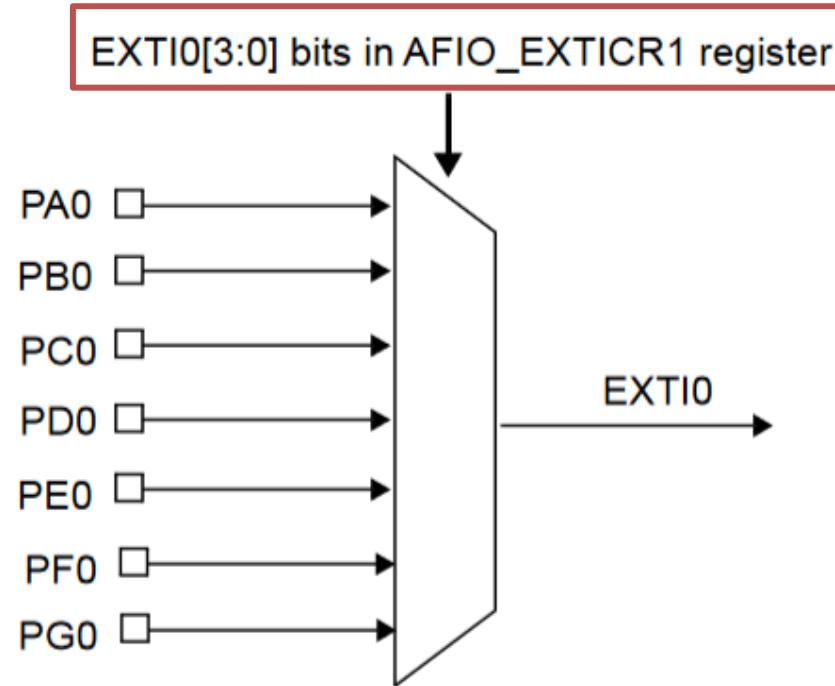 EXTI0[3:0] bits in AFIO_EXTICR1 register
PA0
PB0
PC0
PD0
PE0
PF0
PG0
EXTI0